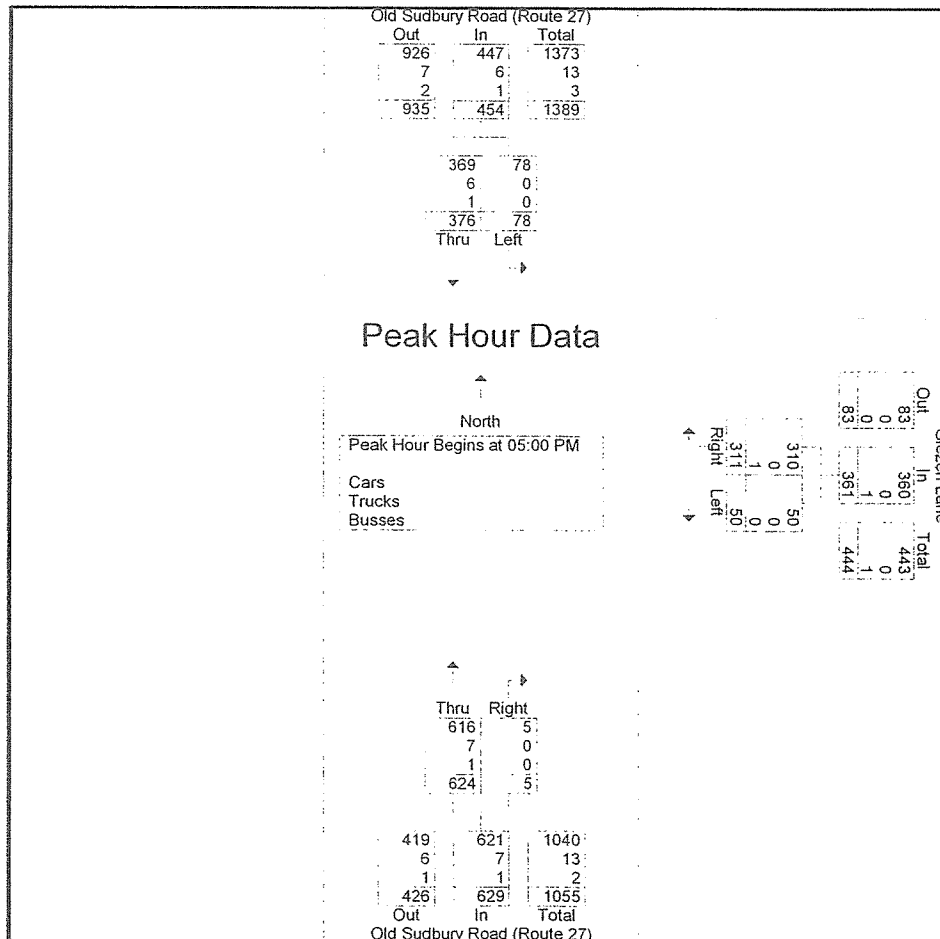 Old Sudbury Road (Route 27)
Out In Total
926 447 1373
7 6 13
2 1 3
935 454 1389
369 78
6 0
1 0
376 78
Thru Left
Peak Hour Data
North
Peak Hour Begins at 05:00 PM
Cars
Trucks
Busses
Right Left
310 50
0 0
1 0
311 50
Lane
Out In Total
83 360 443
0 0 0
0 1 1
83 361 444
Thru Right
616 5
7 0
1 0
624 5
419 621 1040
6 7 13
1 1 2
426 629 1055
Out In Total
Old Sudbury Road (Route 27)